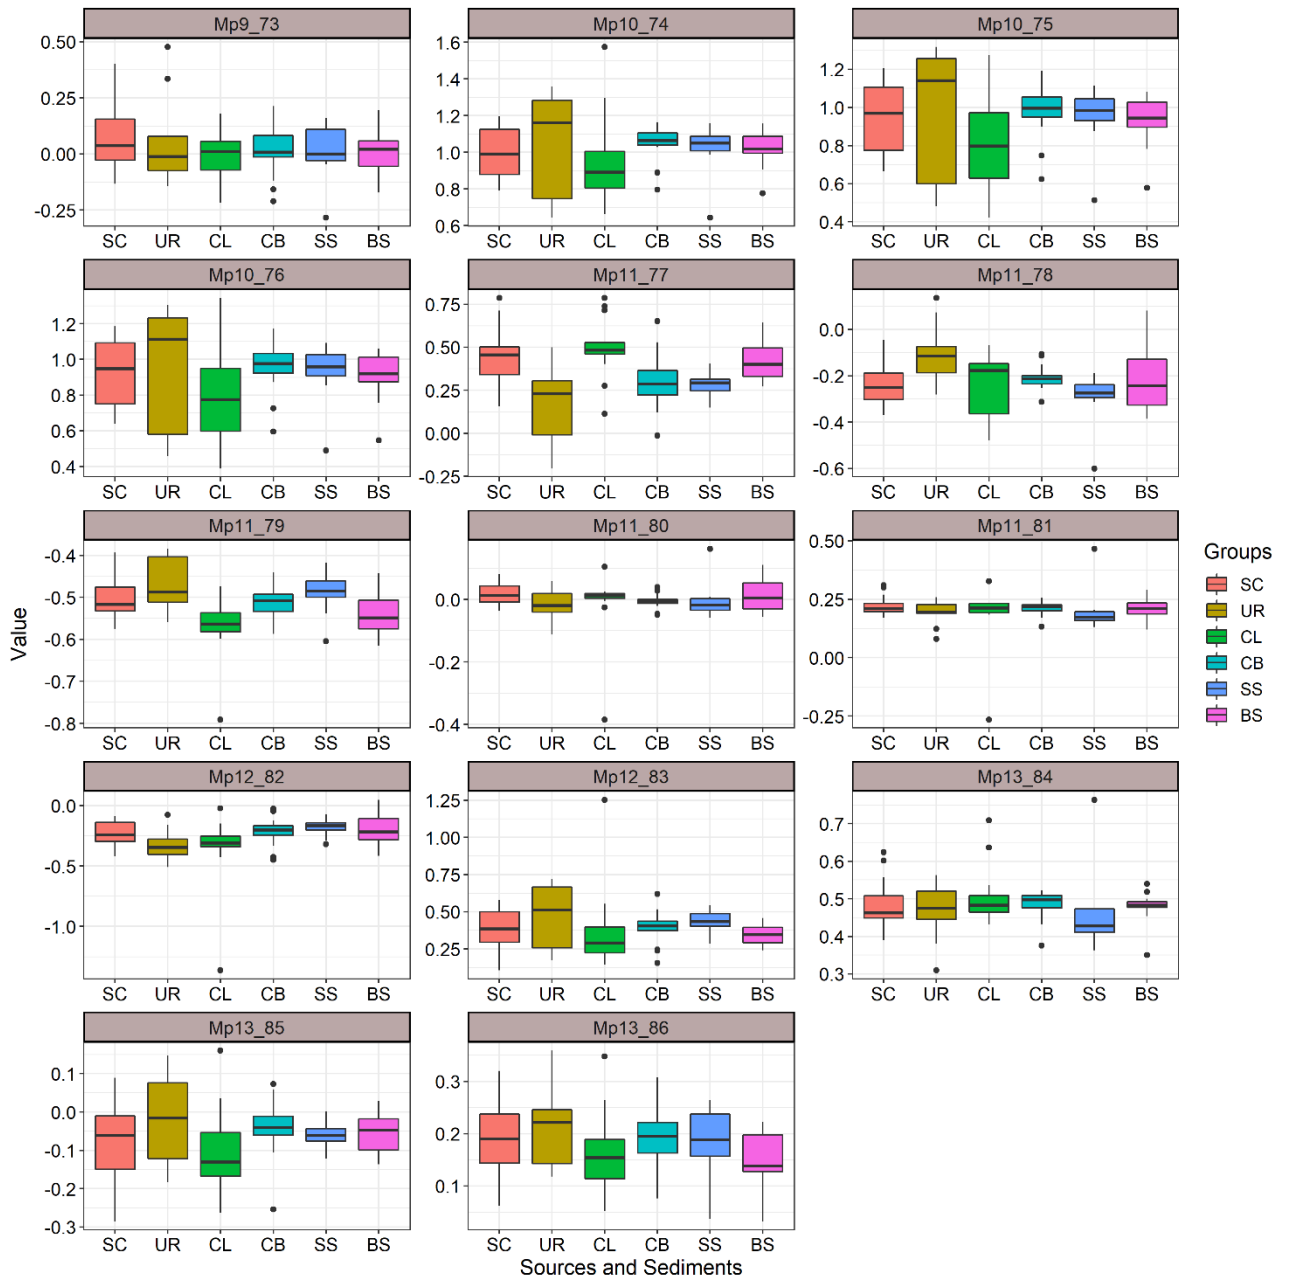 Mp9_73 Mp10_74 Mp10_75
0.50 0.25 0.00 -0.25
1.6 1.4 1.2 1.0 0.8 0.6
1.2 1.0 0.8 0.6 0.4
SC UR CL CB SS BS SC UR CL CB SS BS SC UR CL CB SS BS
Mp10_76 Mp11_77 Mp11_78
1.2 1.0 0.8 0.6 0.4
0.75 0.50 0.25 0.00 -0.25
0.0 -0.2 -0.4 -0.6
SC UR CL CB SS BS SC UR CL CB SS BS SC UR CL CB SS BS
Mp11_79 Mp11_80 Mp11_81
-0.4 -0.5 -0.6 -0.7 -0.8
0.0 -0.2 -0.4
0.50 0.25 0.00 -0.25
SC UR CL CB SS BS SC UR CL CB SS BS SC UR CL CB SS BS
Mp12_82 Mp12_83 Mp13_84
0.0 -0.5 -1.0
1.25 1.00 0.75 0.50 0.25
0.7 0.6 0.5 0.4 0.3
SC UR CL CB SS BS SC UR CL CB SS BS SC UR CL CB SS BS
Mp13_85 Mp13_86
0.1 0.0 -0.1 -0.2 -0.3
0.3 0.2 0.1
SC UR CL CB SS BS SC UR CL CB SS BS
Value
Sources and Sediments
Groups
SC
UR
CL
CB
SS
BS